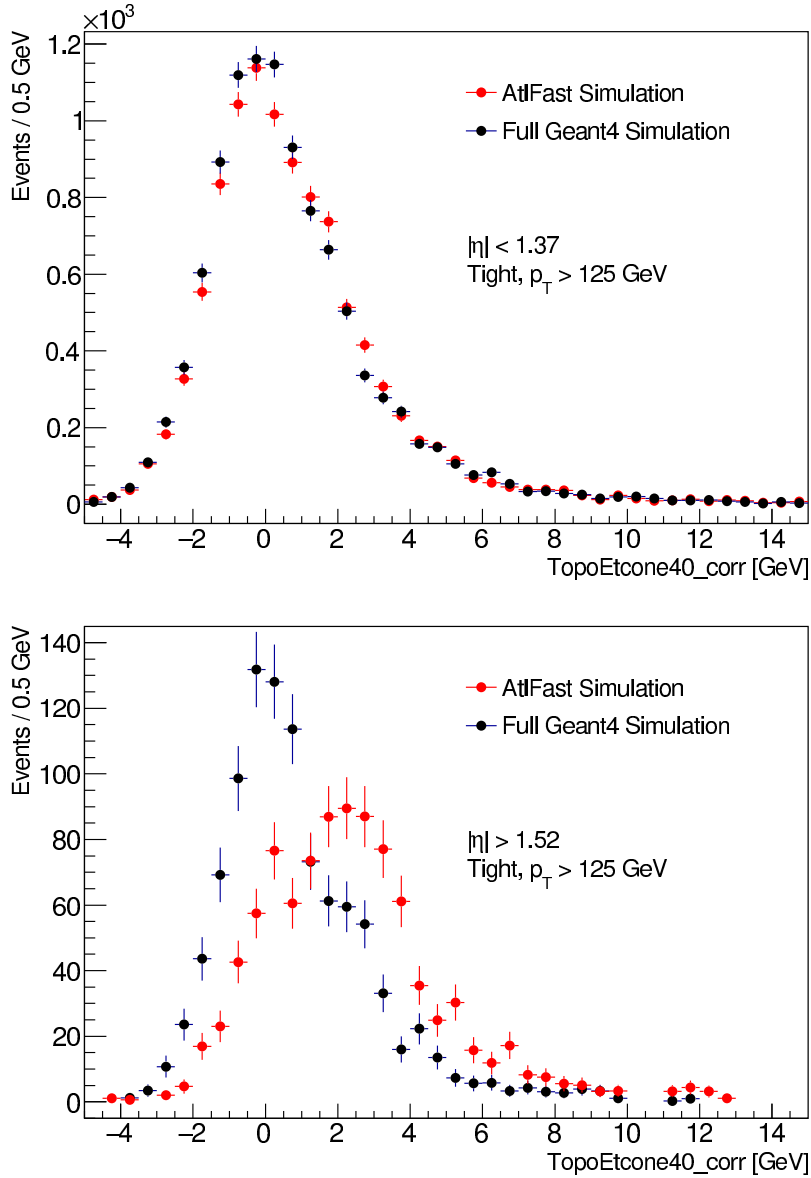 ×10³
Events / 0.5 GeV
1.2
1
0.8
0.6
0.4
0.2
0
AtlFast Simulation
Full Geant4 Simulation
|η| < 1.37
Tight, p_T > 125 GeV
−4 −2 0 2 4 6 8 10 12 14
TopoEtcone40_corr [GeV]
Events / 0.5 GeV
140
120
100
80
60
40
20
0
AtlFast Simulation
Full Geant4 Simulation
|η| > 1.52
Tight, p_T > 125 GeV
−4 −2 0 2 4 6 8 10 12 14
TopoEtcone40_corr [GeV]